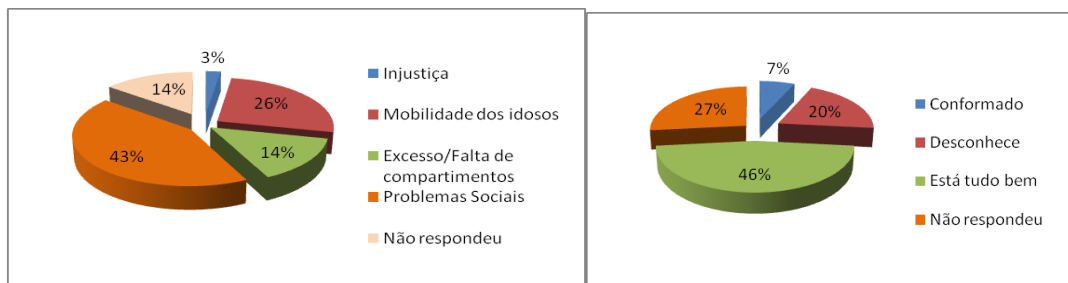 3%
14%
26%
43%
14%
Injustiça
Mobilidade dos idosos
Excesso/Falta de
compartimentos
Problemas Sociais
Não respondeu
7%
27%
20%
46%
Conformado
Desconhece
Está tudo bem
Não respondeu